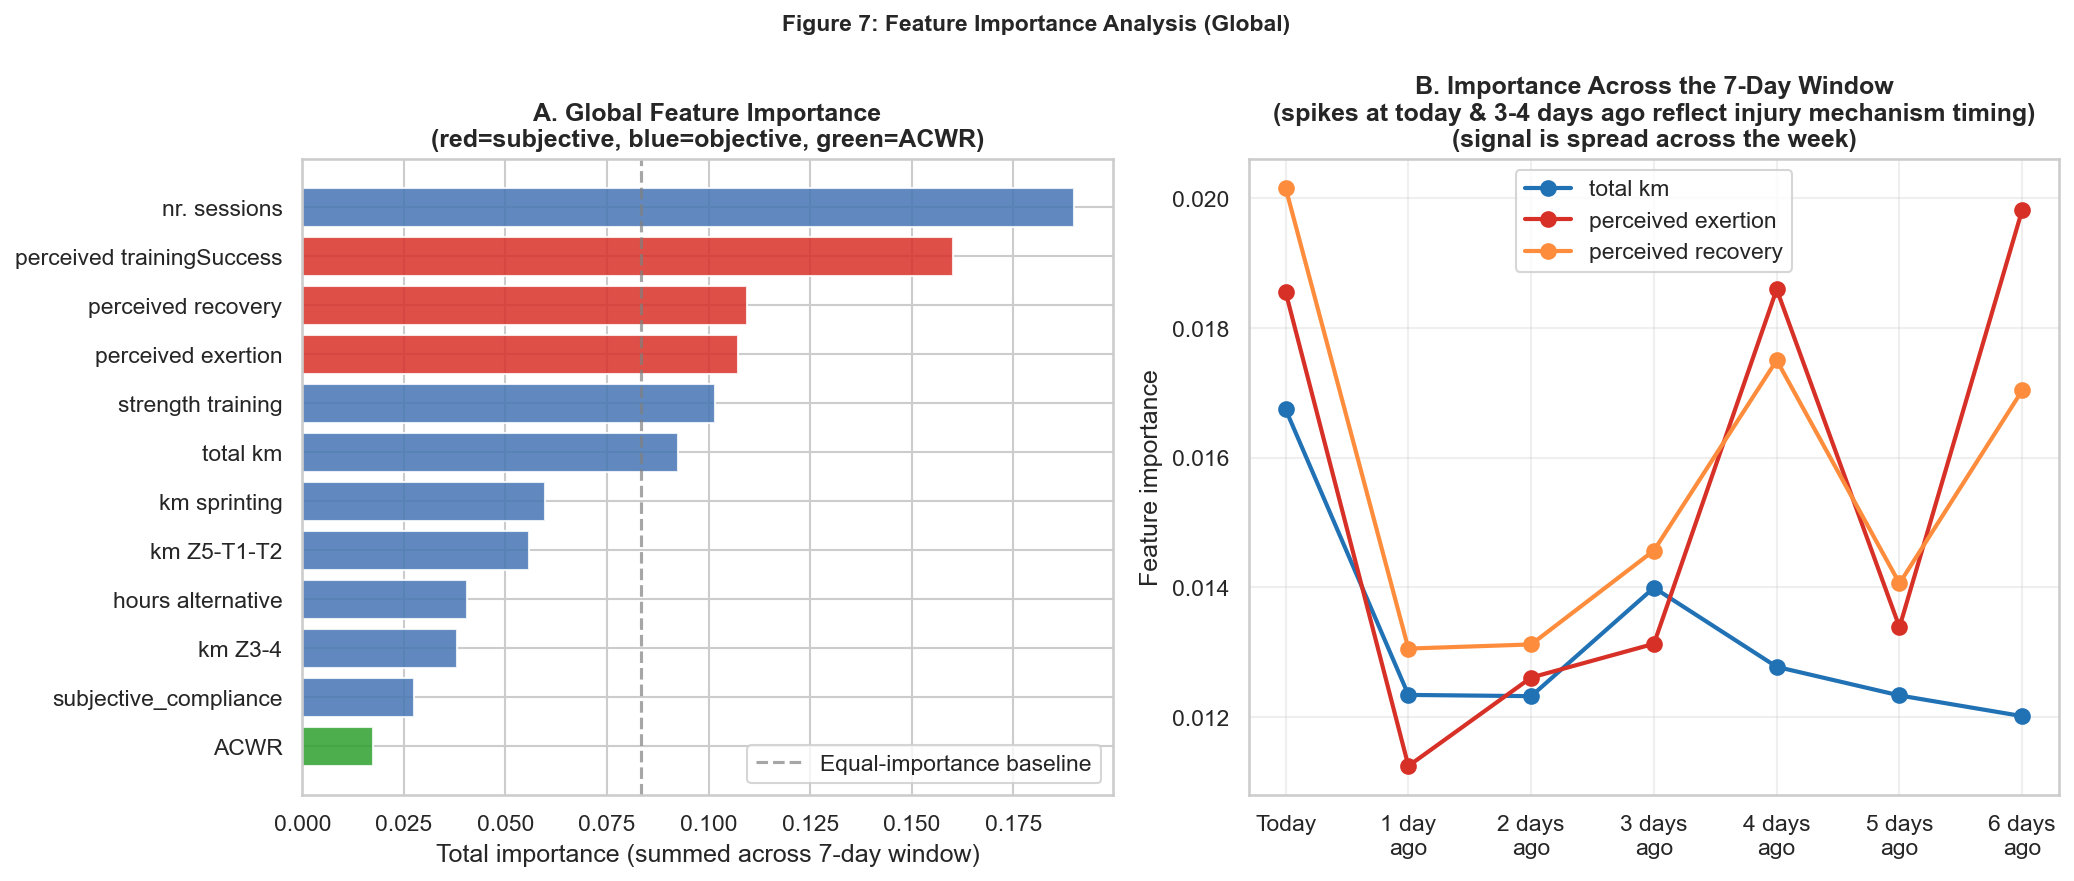 Figure 7: Feature Importance Analysis (Global)
A. Global Feature Importance
(red=subjective, blue=objective, green=ACWR)
nr. sessions
perceived trainingSuccess
perceived recovery
perceived exertion
strength training
total km
km sprinting
km Z5-T1-T2
hours alternative
km Z3-4
subjective_compliance
ACWR
Equal-importance baseline
0.000
0.025
0.050
0.075
0.100
0.125
0.150
0.175
Total importance (summed across 7-day window)
B. Importance Across the 7-Day Window
(spikes at today & 3-4 days ago reflect injury mechanism timing)
(signal is spread across the week)
total km
perceived exertion
perceived recovery
Feature importance
0.020
0.018
0.016
0.014
0.012
Today
1 day
ago
2 days
ago
3 days
ago
4 days
ago
5 days
ago
6 days
ago